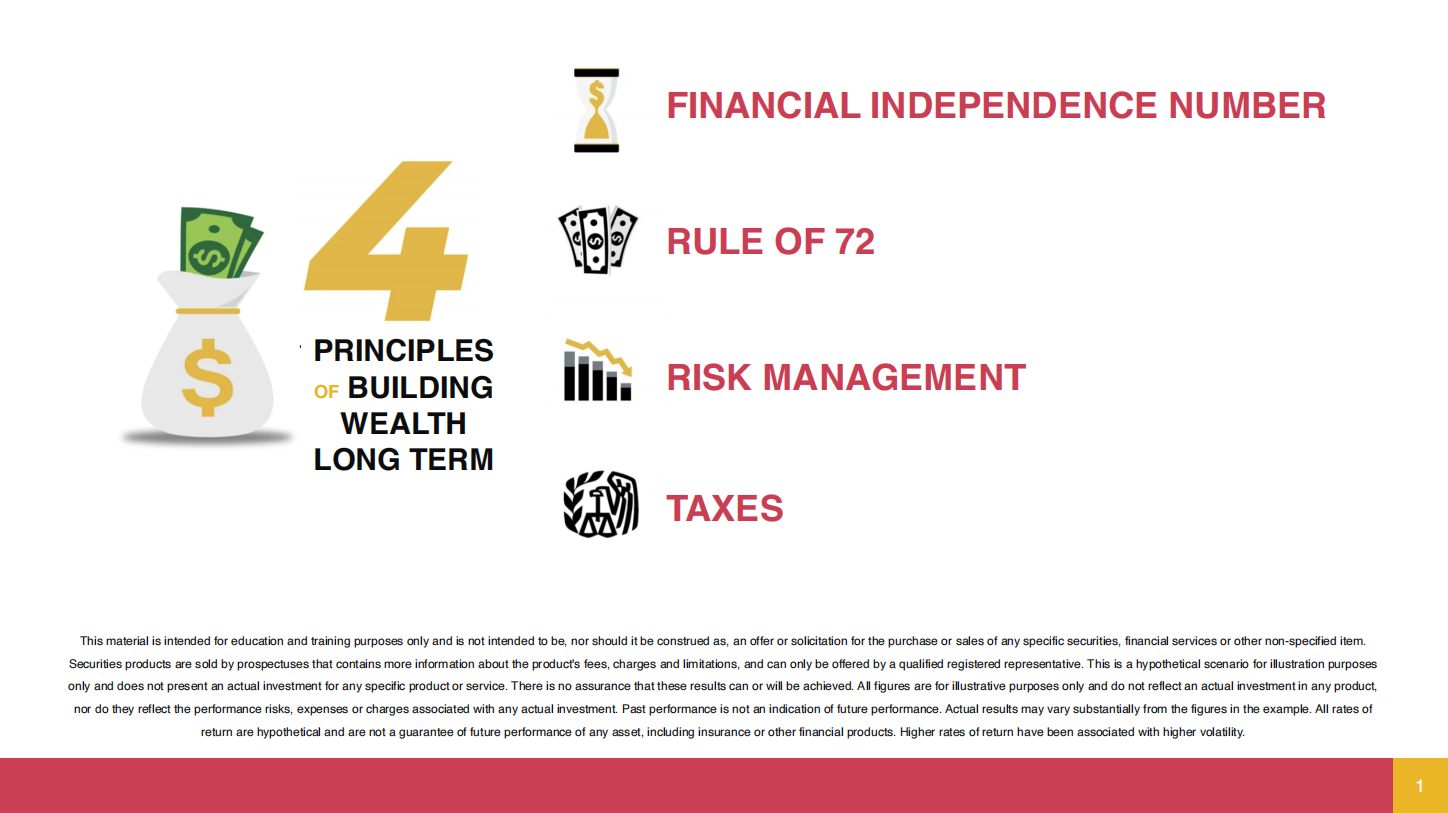 4
PRINCIPLES
OF BUILDING
WEALTH
LONG TERM
FINANCIAL INDEPENDENCE NUMBER
RULE OF 72
RISK MANAGEMENT
TAXES
This material is intended for education and training purposes only and is not intended to be, nor should it be construed as, an offer or solicitation for the purchase or sales of any specific securities, financial services or other non-specified item.
Securities products are sold by prospectuses that contains more information about the product's fees, charges and limitations, and can only be offered by a qualified registered representative. This is a hypothetical scenario for illustration purposes
only and does not present an actual investment for any specific product or service. There is no assurance that these results can or will be achieved. All figures are for illustrative purposes only and do not reflect an actual investment in any product,
nor do they reflect the performance risks, expenses or charges associated with any actual investment. Past performance is not an indication of future performance. Actual results may vary substantially from the figures in the example. All rates of
return are hypothetical and are not a guarantee of future performance of any asset, including insurance or other financial products. Higher rates of return have been associated with higher volatility.
1